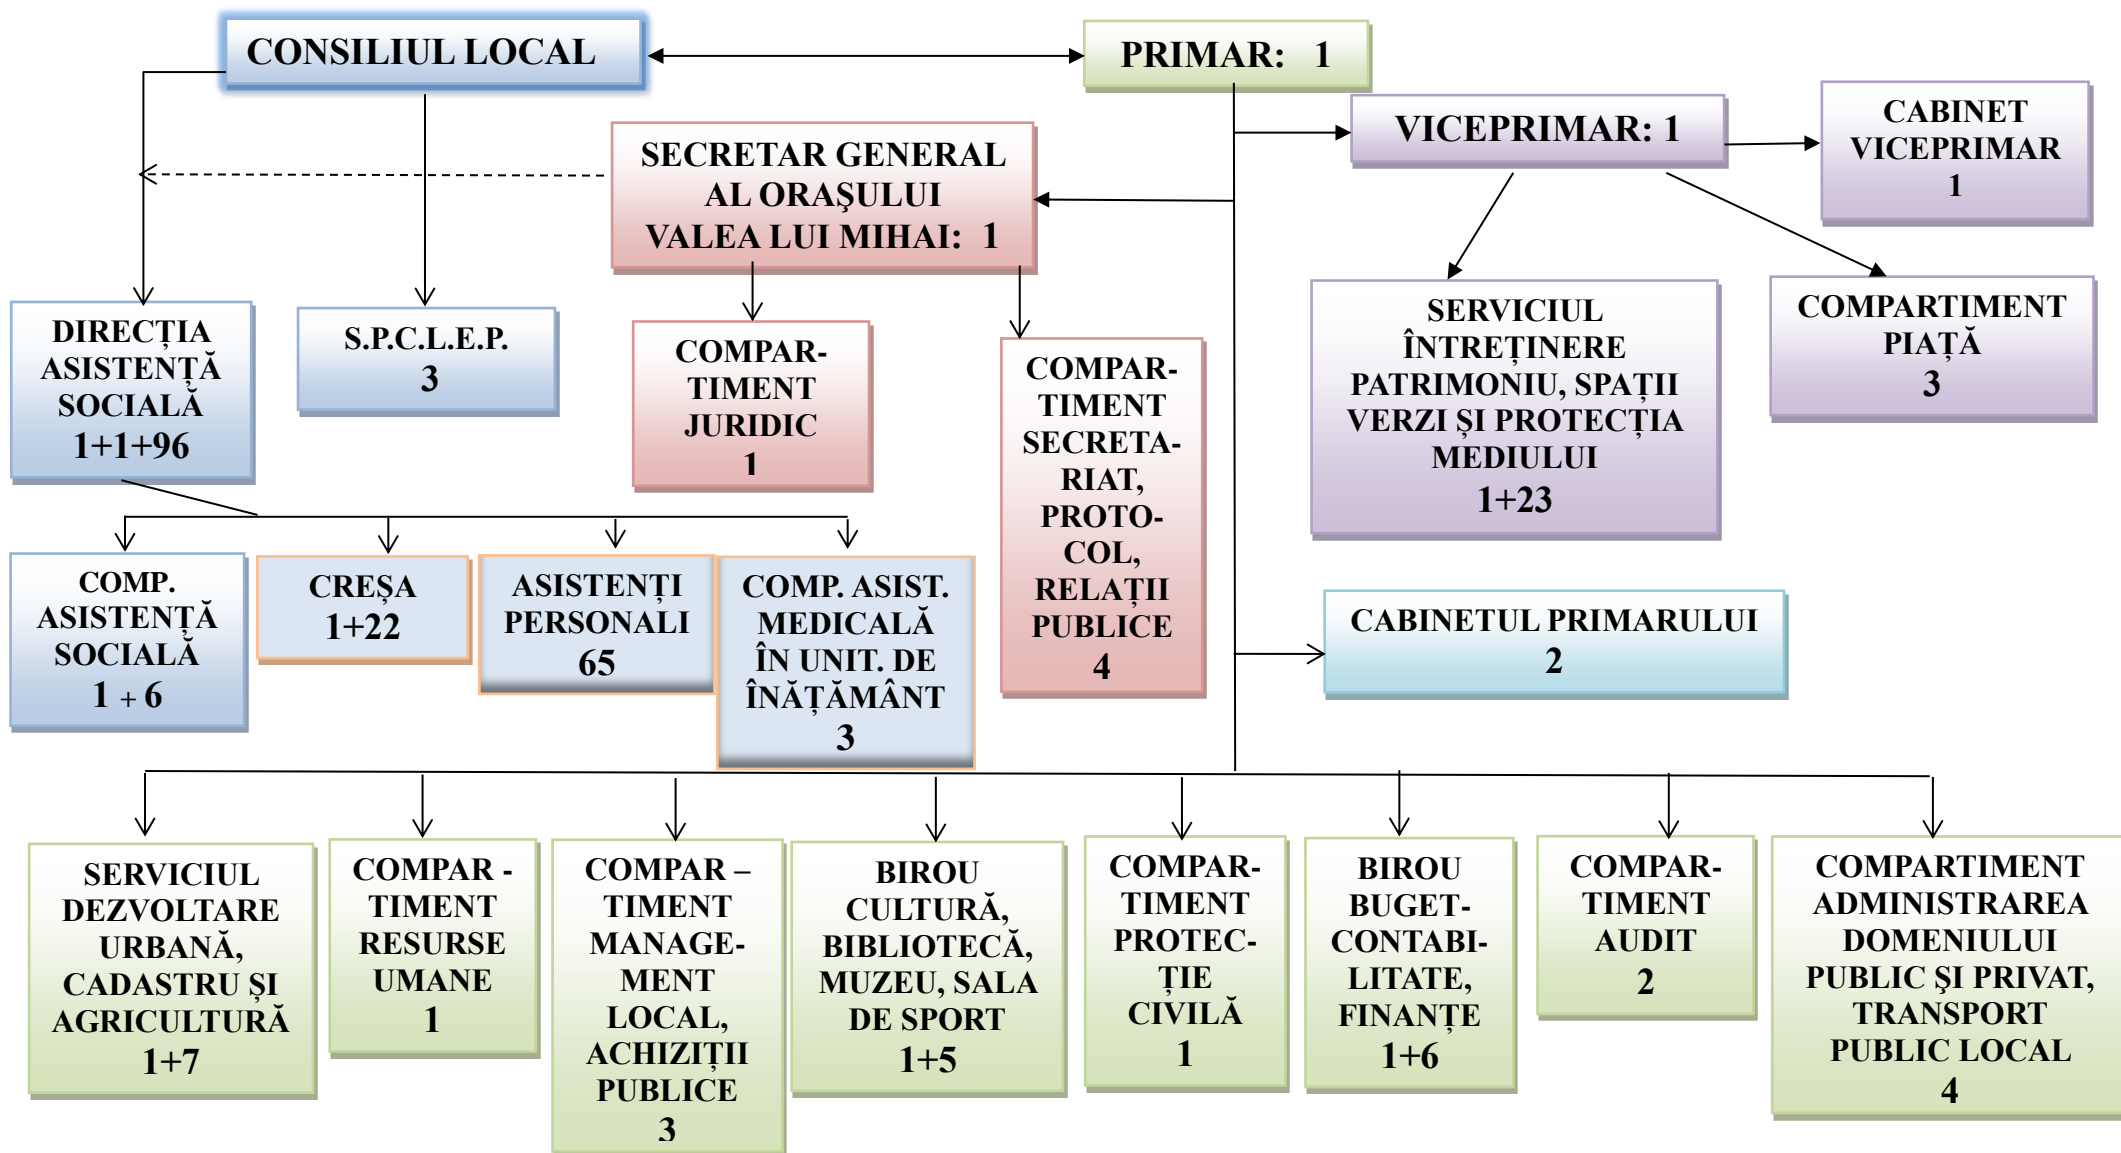 CONSILIUL LOCAL
PRIMAR: 1
VICEPRIMAR: 1
CABINET
VICEPRIMAR
1
SECRETAR GENERAL
AL ORAŞULUI
VALEA LUI MIHAI: 1
DIRECȚIA
ASISTENȚĂ
SOCIALĂ
1+1+96
S.P.C.L.E.P.
3
COMPAR-
TIMENT
JURIDIC
1
COMPAR-
TIMENT
SECRETA-
RIAT,
PROTO-
COL,
RELAȚII
PUBLICE
4
SERVICIUL
ÎNTREȚINERE
PATRIMONIU, SPAȚII
VERZI ȘI PROTECȚIA
MEDIULUI
1+23
COMPARTIMENT
PIAȚĂ
3
COMP.
ASISTENȚĂ
SOCIALĂ
1 + 6
CREȘA
1+22
ASISTENȚI
PERSONALI
65
COMP. ASIST.
MEDICALĂ
ÎN UNIT. DE
ÎNĂȚĂMÂNT
3
CABINETUL PRIMARULUI
2
SERVICIUL
DEZVOLTARE
URBANĂ,
CADASTRU ȘI
AGRICULTURĂ
1+7
COMPAR -
TIMENT
RESURSE
UMANE
1
COMPAR –
TIMENT
MANAGE-
MENT
LOCAL,
ACHIZIȚII
PUBLICE
3
BIROU
CULTURĂ,
BIBLIOTECĂ,
MUZEU, SALA
DE SPORT
1+5
COMPAR-
TIMENT
PROTEC-
ȚIE
CIVILĂ
1
BIROU
BUGET-
CONTABI-
LITATE,
FINANȚE
1+6
COMPAR-
TIMENT
AUDIT
2
COMPARTIMENT
ADMINISTRAREA
DOMENIULUI
PUBLIC ŞI PRIVAT,
TRANSPORT
PUBLIC LOCAL
4